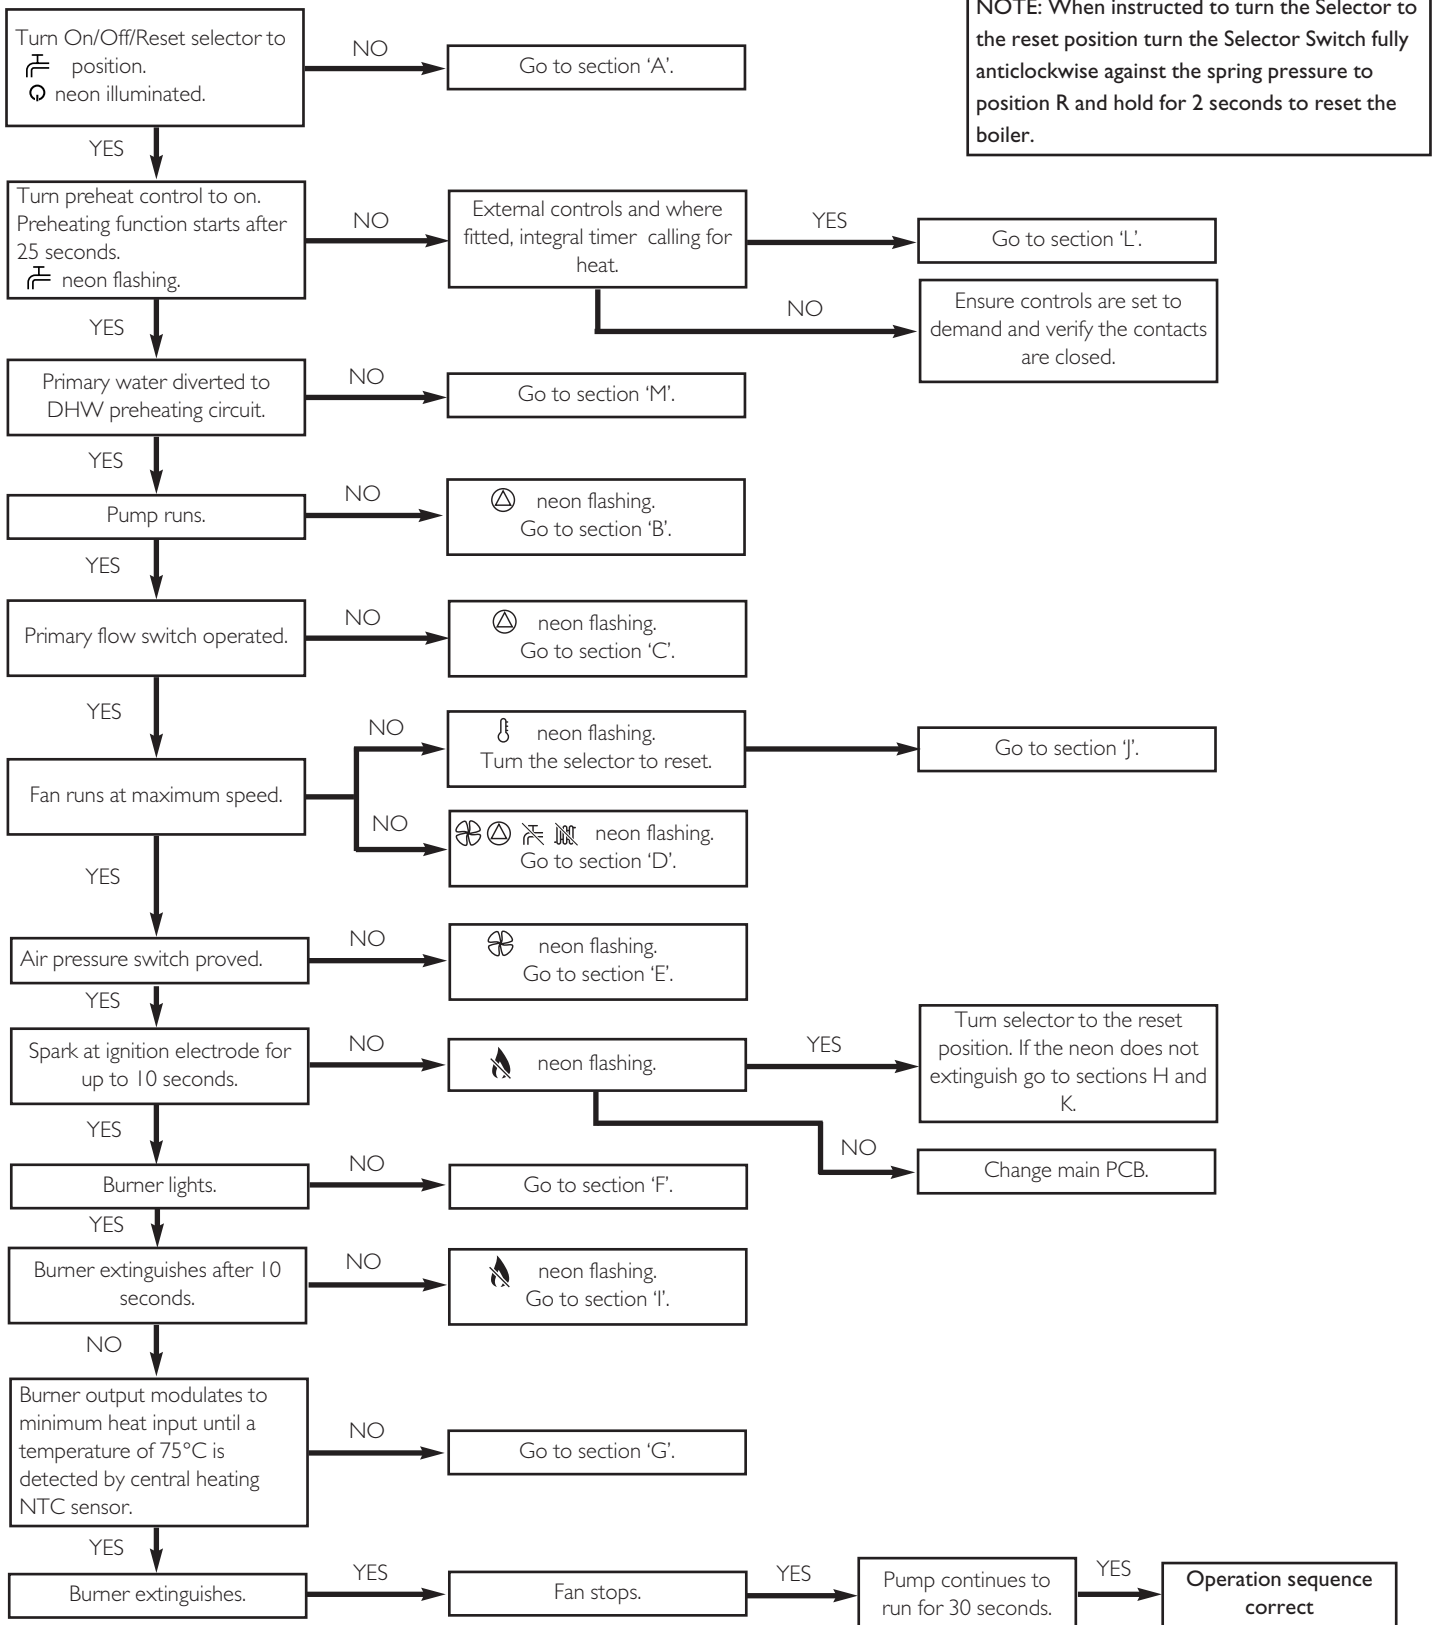 NOTE: When instructed to turn the Selector to
the reset position turn the Selector Switch fully
anticlockwise against the spring pressure to
position R and hold for 2 seconds to reset the
boiler.
Turn On/Off/Reset selector to
position.
neon illuminated.
NO
Go to section ‘A’.
YES
Turn preheat control to on.
Preheating function starts after
25 seconds.
neon flashing.
NO
External controls and where
fitted, integral timer calling for
heat.
YES
Go to section ‘L’.
NO
Ensure controls are set to
demand and verify the contacts
are closed.
YES
Primary water diverted to
DHW preheating circuit.
NO
Go to section ‘M’.
YES
Pump runs.
NO
neon flashing.
Go to section ‘B’.
YES
Primary flow switch operated.
NO
neon flashing.
Go to section ‘C’.
YES
Fan runs at maximum speed.
NO
neon flashing.
Turn the selector to reset.
Go to section ‘J’.
NO
neon flashing.
Go to section ‘D’.
YES
Air pressure switch proved.
NO
neon flashing.
Go to section ‘E’.
YES
Spark at ignition electrode for
up to 10 seconds.
NO
neon flashing.
YES
Turn selector to the reset
position. If the neon does not
extinguish go to sections H and
K.
NO
Change main PCB.
YES
Burner lights.
NO
Go to section ‘F’.
YES
Burner extinguishes after 10
seconds.
NO
neon flashing.
Go to section ‘I’.
NO
Burner output modulates to
minimum heat input until a
temperature of 75°C is
detected by central heating
NTC sensor.
NO
Go to section ‘G’.
YES
Burner extinguishes.
YES
Fan stops.
YES
Pump continues to
run for 30 seconds.
YES
Operation sequence
correct